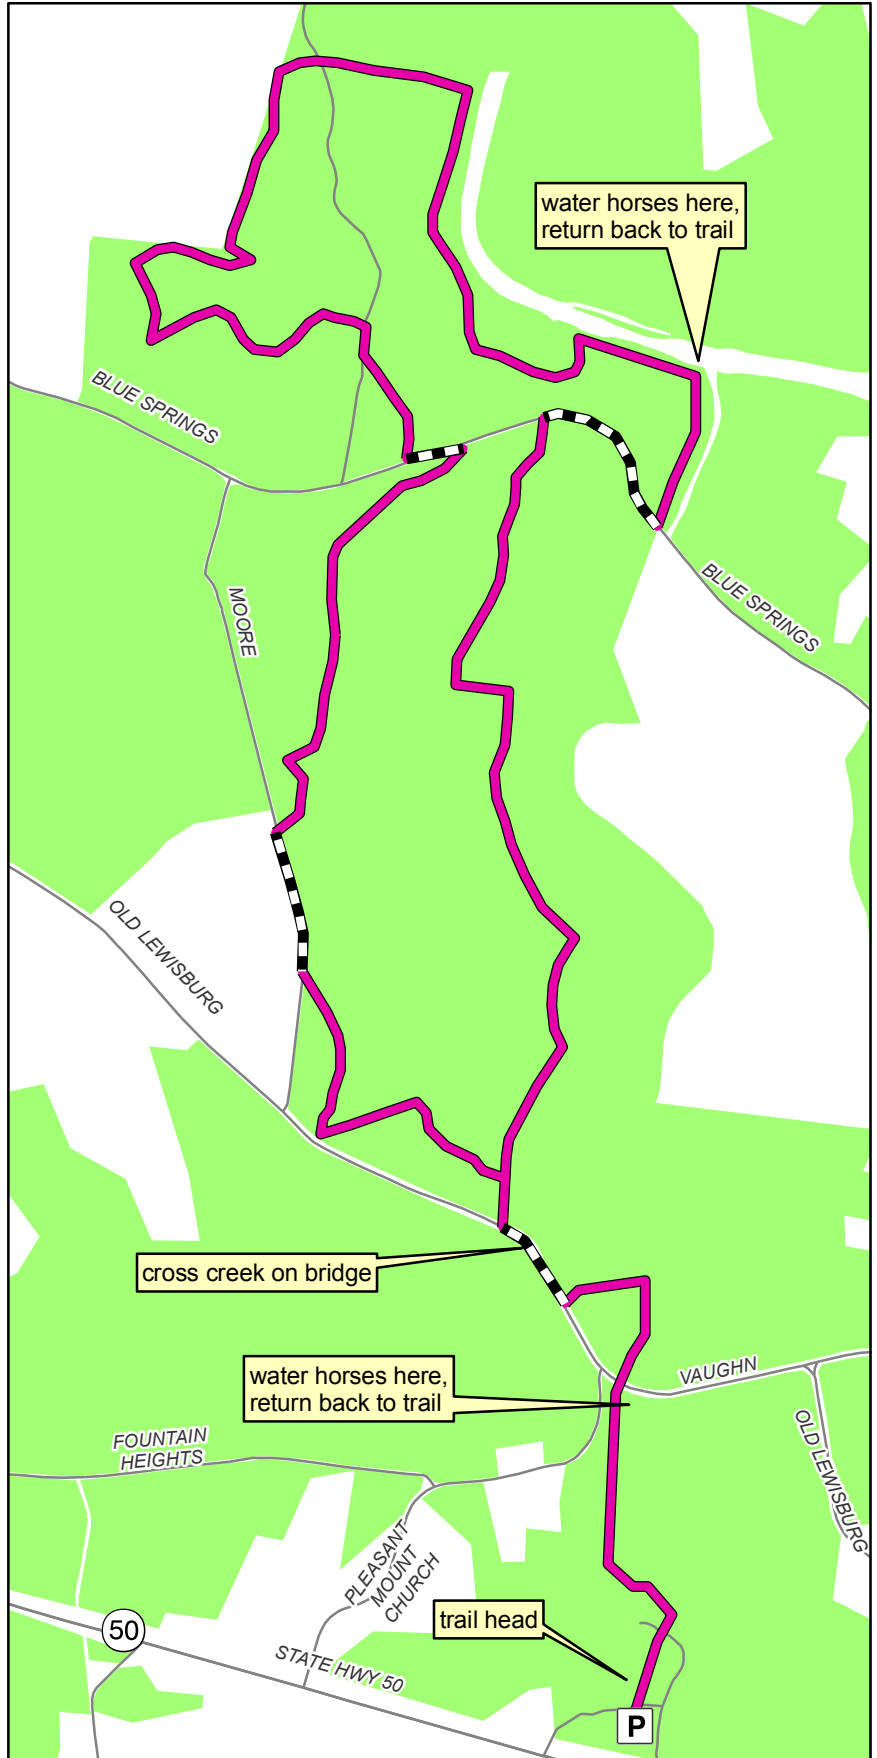 water horses here,
return back to trail
BLUE SPRINGS
BLUE SPRINGS
MOORE
OLD LEWISBURG
cross creek on bridge
water horses here,
return back to trail
VAUGHN
FOUNTAIN
HEIGHTS
OLD LEWISBURG
PLEASANT
MOUNT
CHURCH
trail head
50
STATE HWY 50
P